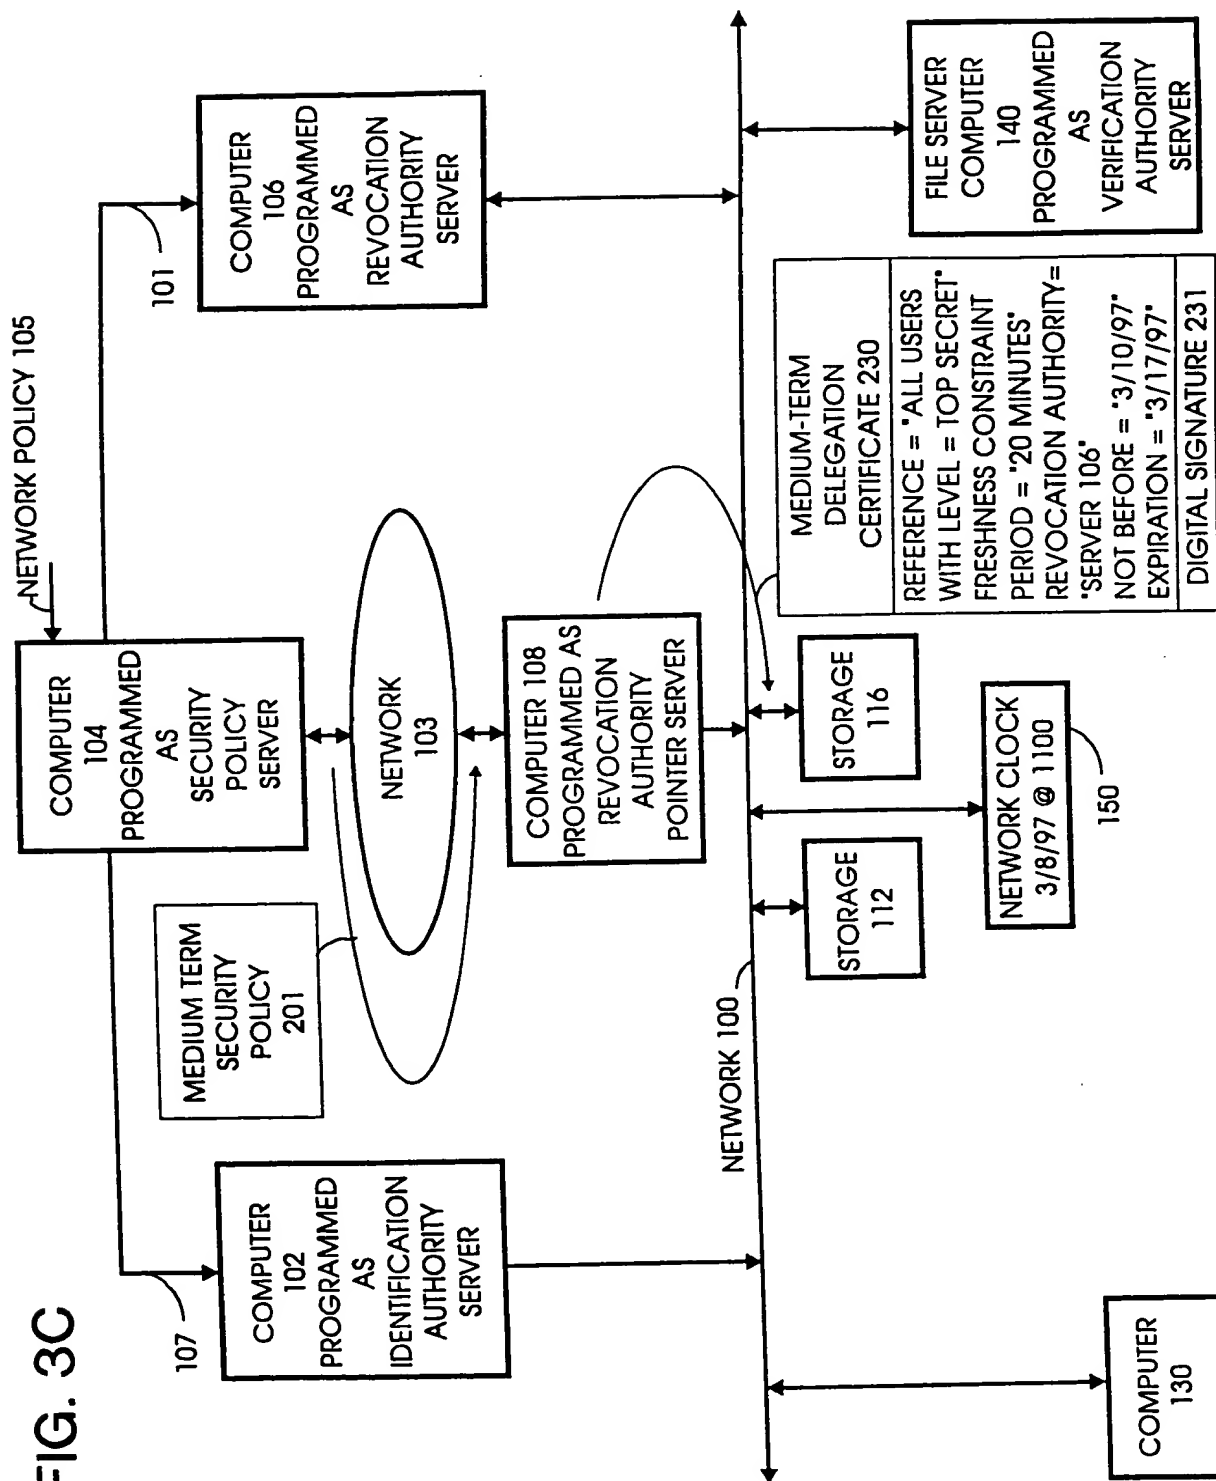 FIG. 3C
NETWORK POLICY 105
COMPUTER
104
PROGRAMMED
AS
SECURITY
POLICY
SERVER
107
101
COMPUTER
102
PROGRAMMED
AS
IDENTIFICATION
AUTHORITY
SERVER
MEDIUM TERM
SECURITY
POLICY
201
NETWORK
103
COMPUTER
106
PROGRAMMED
AS
REVOCATION
AUTHORITY
SERVER
COMPUTER 108
PROGRAMMED AS
REVOCATION
AUTHORITY
POINTER SERVER
NETWORK 100
STORAGE
112
STORAGE
116
MEDIUM-TERM
DELEGATION
CERTIFICATE 230
REFERENCE = "ALL USERS
WITH LEVEL = TOP SECRET"
FRESHNESS CONSTRAINT
PERIOD = "20 MINUTES"
REVOCATION AUTHORITY=
"SERVER 106"
NOT BEFORE = "3/10/97"
EXPIRATION = "3/17/97"
DIGITAL SIGNATURE 231
FILE SERVER
COMPUTER
140
PROGRAMMED
AS
VERIFICATION
AUTHORITY
SERVER
NETWORK CLOCK
3/8/97 @ 1100
150
COMPUTER
130